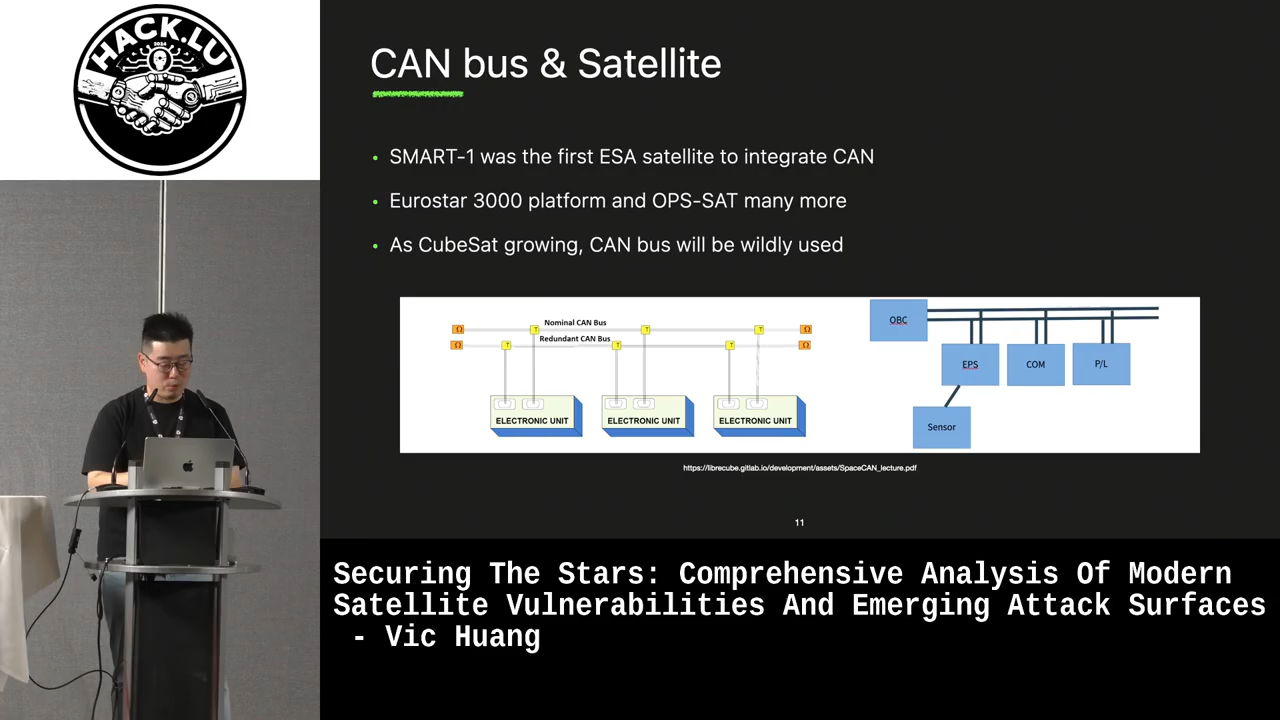 HACK.LU
2024
CAN bus & Satellite
SMART-1 was the first ESA satellite to integrate CAN
Eurostar 3000 platform and OPS-SAT many more
As CubeSat growing, CAN bus will be wildly used
Nominal CAN Bus
Redundant CAN Bus
Ω
Ω
Ω
Ω
T
T
T
T
T
T
ELECTRONIC UNIT
ELECTRONIC UNIT
ELECTRONIC UNIT
OBC
EPS
COM
P/L
Sensor
https://librecube.gitlab.io/development/assets/SpaceCAN_lecture.pdf
11
Securing The Stars: Comprehensive Analysis Of Modern
Satellite Vulnerabilities And Emerging Attack Surfaces
- Vic Huang